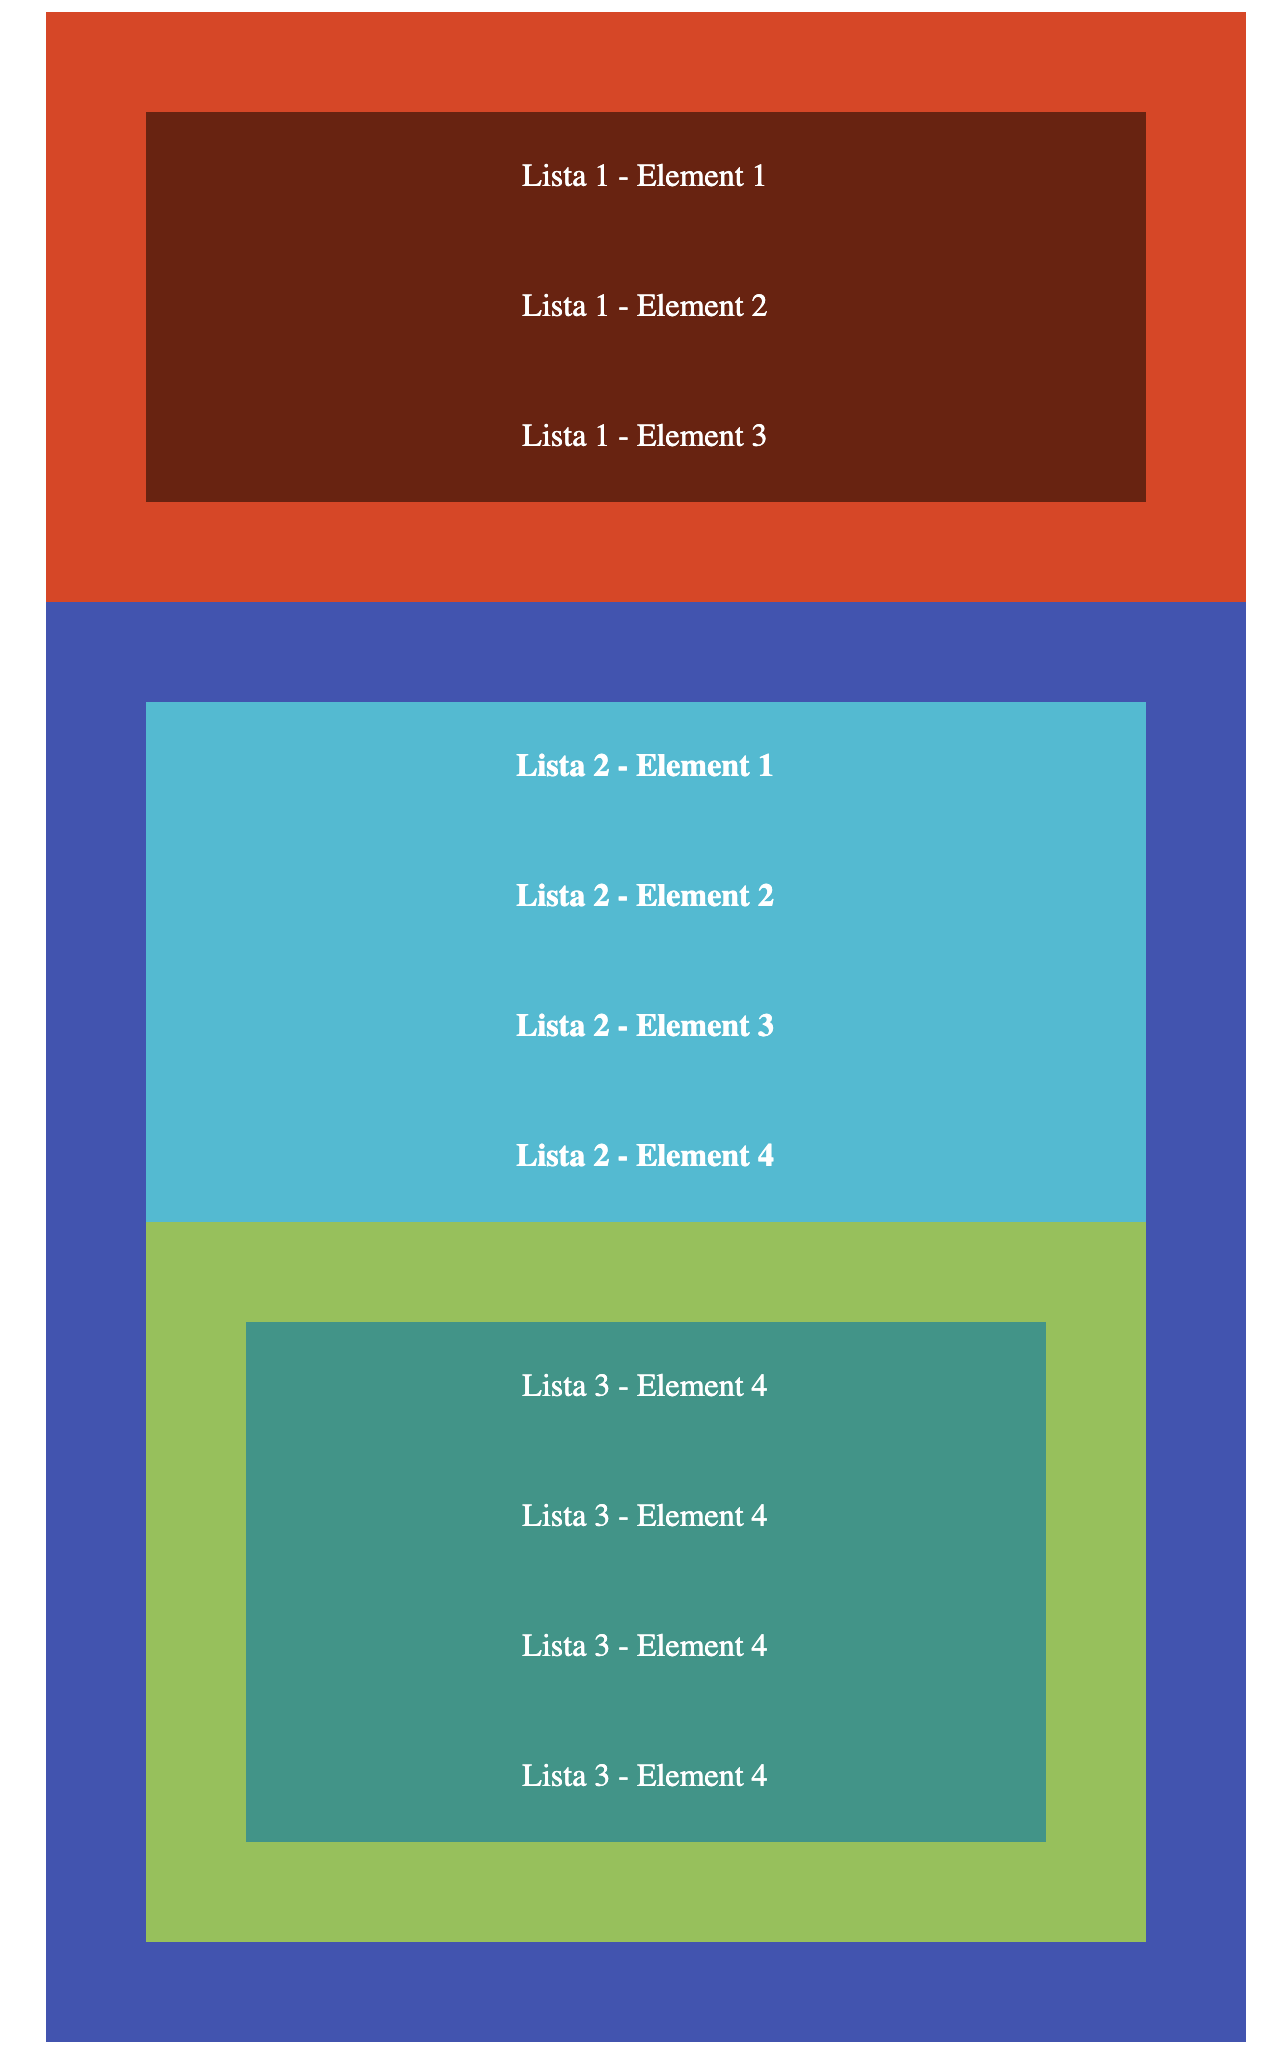 Lista 1 - Element 1
Lista 1 - Element 2
Lista 1 - Element 3
Lista 2 - Element 1
Lista 2 - Element 2
Lista 2 - Element 3
Lista 2 - Element 4
Lista 3 - Element 4
Lista 3 - Element 4
Lista 3 - Element 4
Lista 3 - Element 4